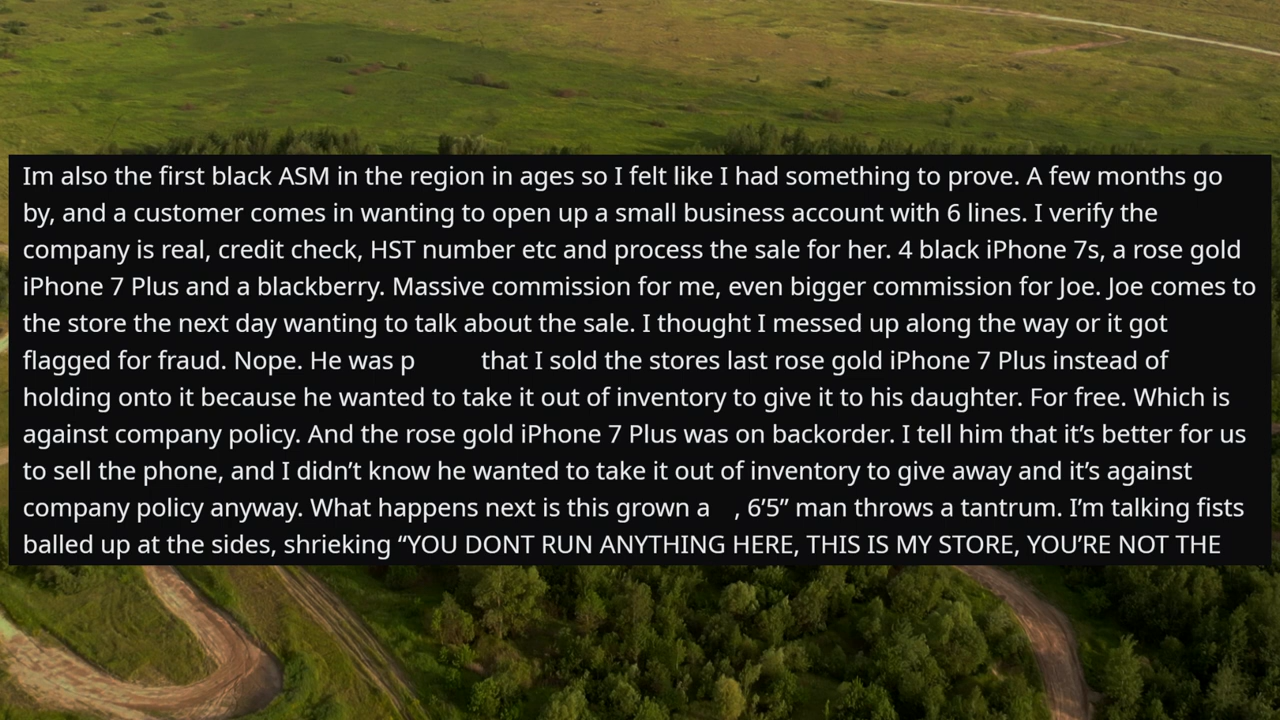 Im also the first black ASM in the region in ages so I felt like I had something to prove. A few months go
by, and a customer comes in wanting to open up a small business account with 6 lines. I verify the
company is real, credit check, HST number etc and process the sale for her. 4 black iPhone 7s, a rose gold
iPhone 7 Plus and a blackberry. Massive commission for me, even bigger commission for Joe. Joe comes to
the store the next day wanting to talk about the sale. I thought I messed up along the way or it got
flagged for fraud. Nope. He was p that I sold the stores last rose gold iPhone 7 Plus instead of
holding onto it because he wanted to take it out of inventory to give it to his daughter. For free. Which is
against company policy. And the rose gold iPhone 7 Plus was on backorder. I tell him that it’s better for us
to sell the phone, and I didn’t know he wanted to take it out of inventory to give away and it’s against
company policy anyway. What happens next is this grown a , 6’5” man throws a tantrum. I’m talking fists
balled up at the sides, shrieking “YOU DONT RUN ANYTHING HERE, THIS IS MY STORE, YOU’RE NOT THE